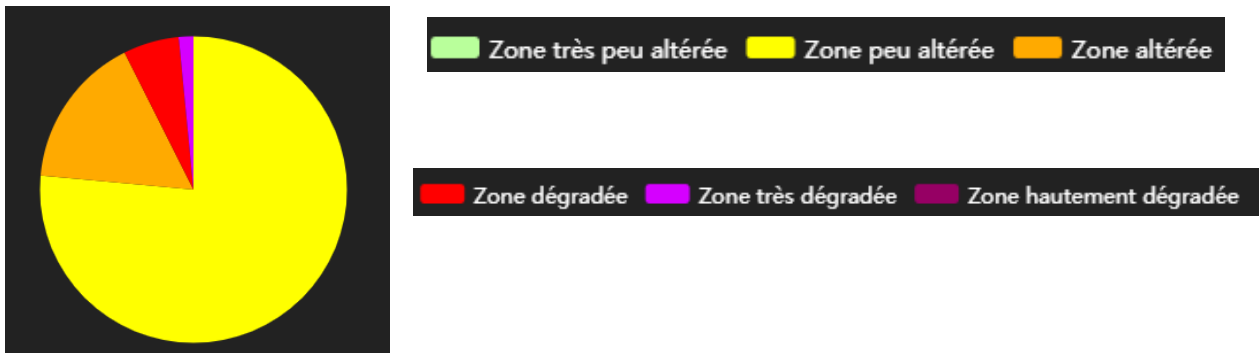 Zone très peu altérée Zone peu altérée Zone altérée
Zone dégradée Zone très dégradée Zone hautement dégradée